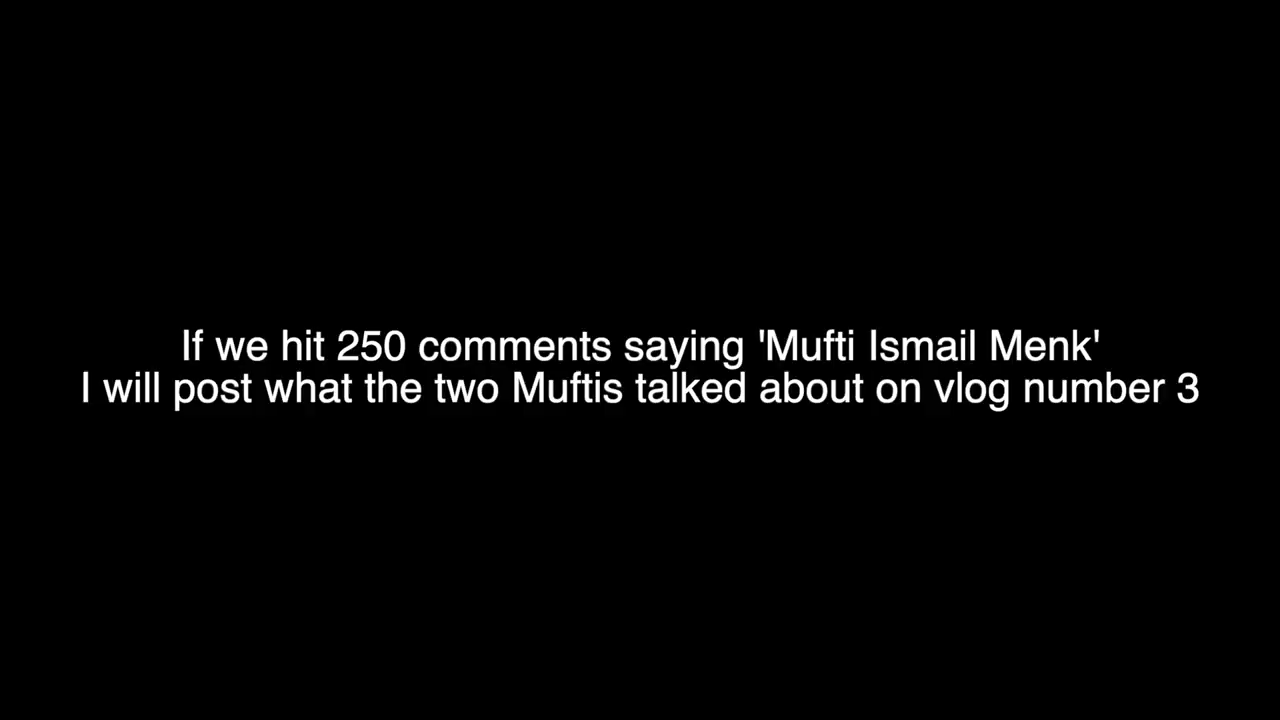 If we hit 250 comments saying 'Mufti Ismail Menk'
I will post what the two Muftis talked about on vlog number 3